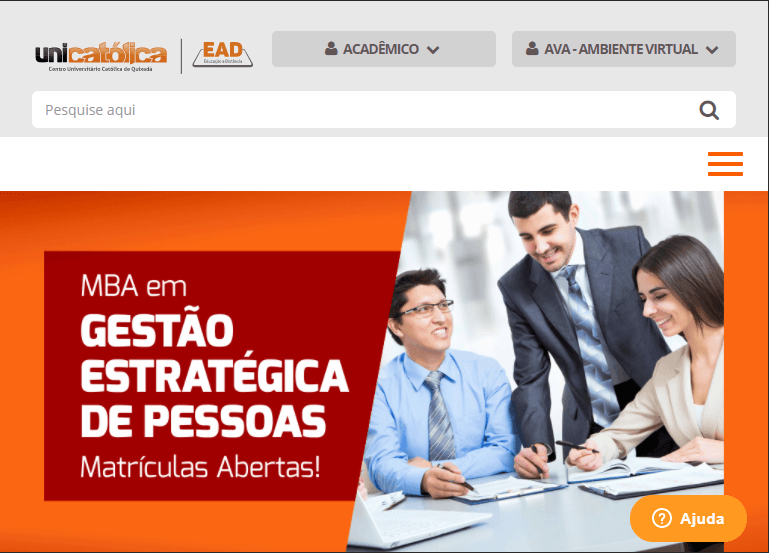 unicatólica
Centro Universitário Católica de Quixadá
EAD
Educação a Distância
ACADÊMICO
AVA - AMBIENTE VIRTUAL
Pesquise aqui
MBA em
GESTÃO
ESTRATÉGICA
DE PESSOAS
Matrículas Abertas!
Ajuda